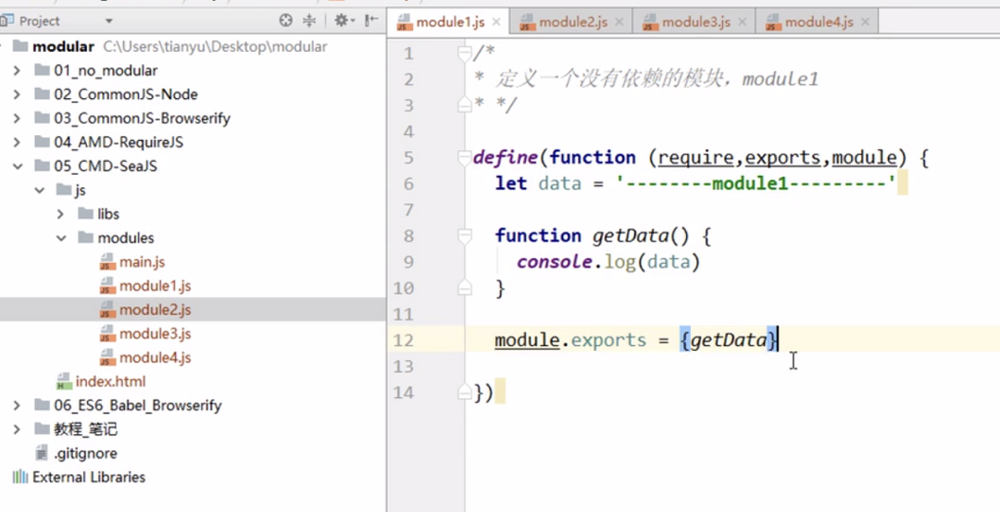 Project
modular C:\Users\tianyu\Desktop\modular
01_no_modular
02_CommonJS-Node
03_CommonJS-Browserify
04_AMD-RequireJS
05_CMD-SeaJS
js
libs
modules
main.js
module1.js
module2.js
module3.js
module4.js
index.html
06_ES6_Babel_Browserify
教程_笔记
.gitignore
External Libraries
module1.js module2.js module3.js module4.js
1 /*
2 * 定义一个没有依赖的模块，module1
3 * */
4
5 define(function (require,exports,module) {
6 let data = '--------module1---------'
7
8 function getData() {
9 console.log(data)
10 }
11
12 module.exports = {getData}
13
14 })